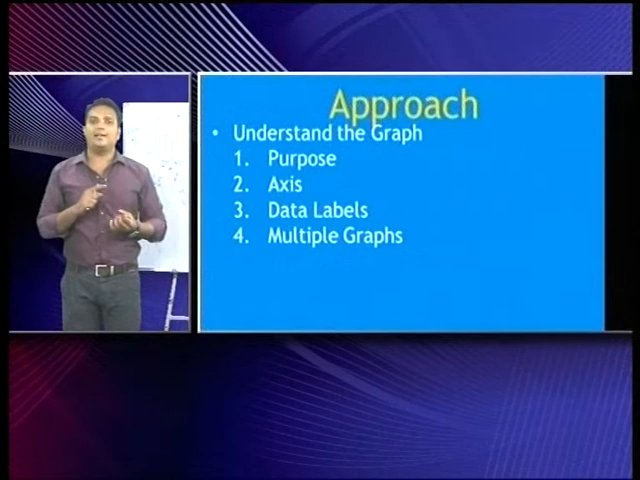 Approach
• Understand the Graph
1. Purpose
2. Axis
3. Data Labels
4. Multiple Graphs